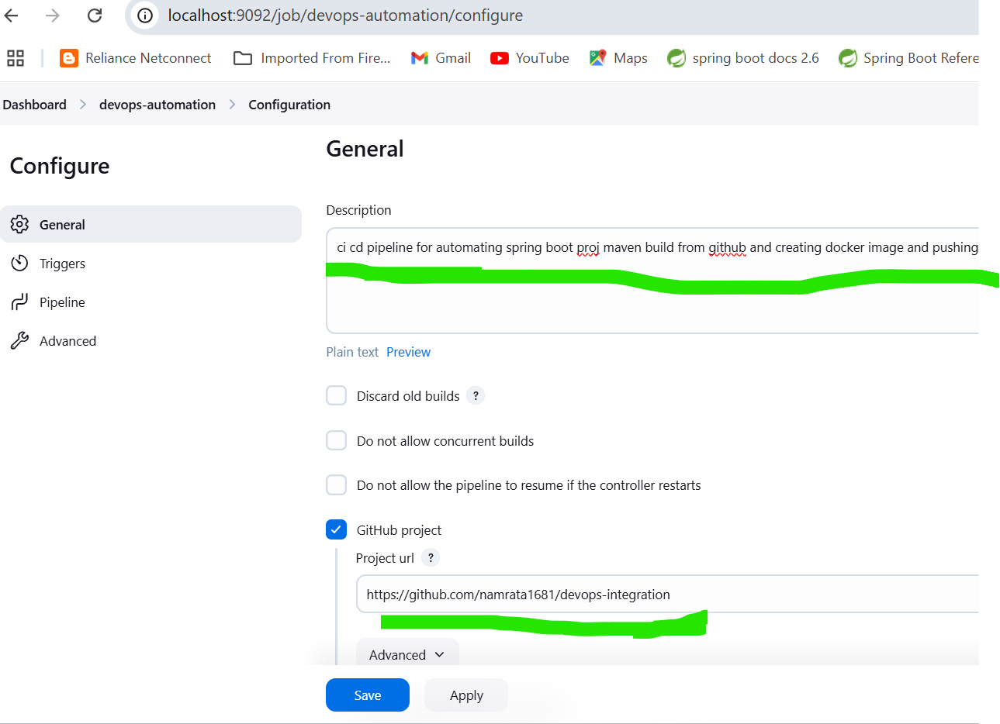 localhost:9092/job/devops-automation/configure
Reliance Netconnect Imported From Fire... Gmail YouTube Maps spring boot docs 2.6 Spring Boot Refere
Dashboard > devops-automation > Configuration
Configure
General
Triggers
Pipeline
Advanced
General
Description
ci cd pipeline for automating spring boot proj maven build from github and creating docker image and pushing
Plain text Preview
Discard old builds ?
Do not allow concurrent builds
Do not allow the pipeline to resume if the controller restarts
GitHub project
Project url ?
https://github.com/namrata1681/devops-integration
Advanced
Save Apply